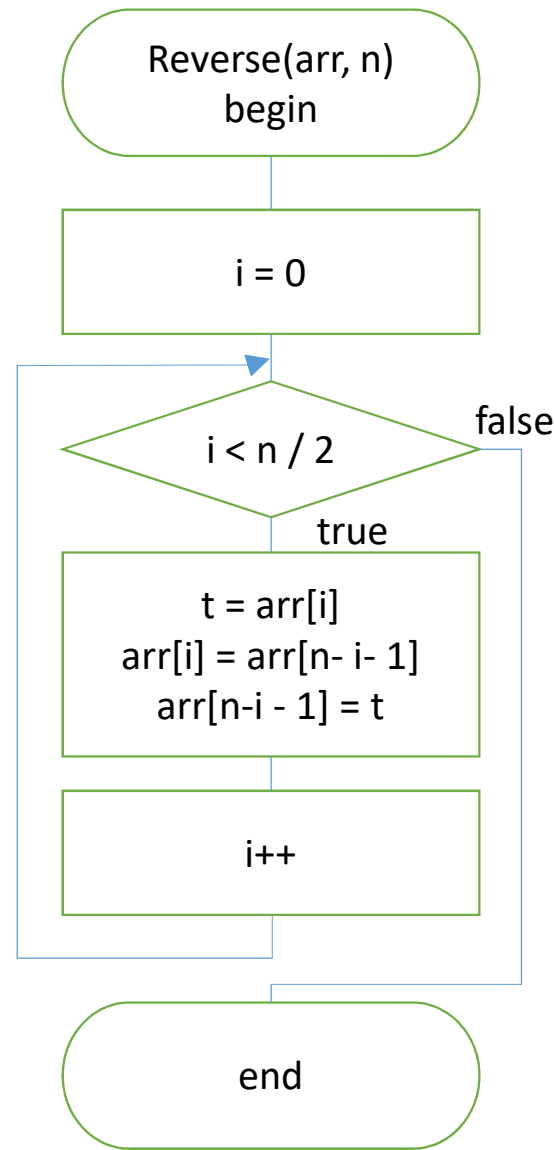 Reverse(arr, n)
begin
i = 0
i < n / 2
false
true
t = arr[i]
arr[i] = arr[n- i- 1]
arr[n-i - 1] = t
i++
end